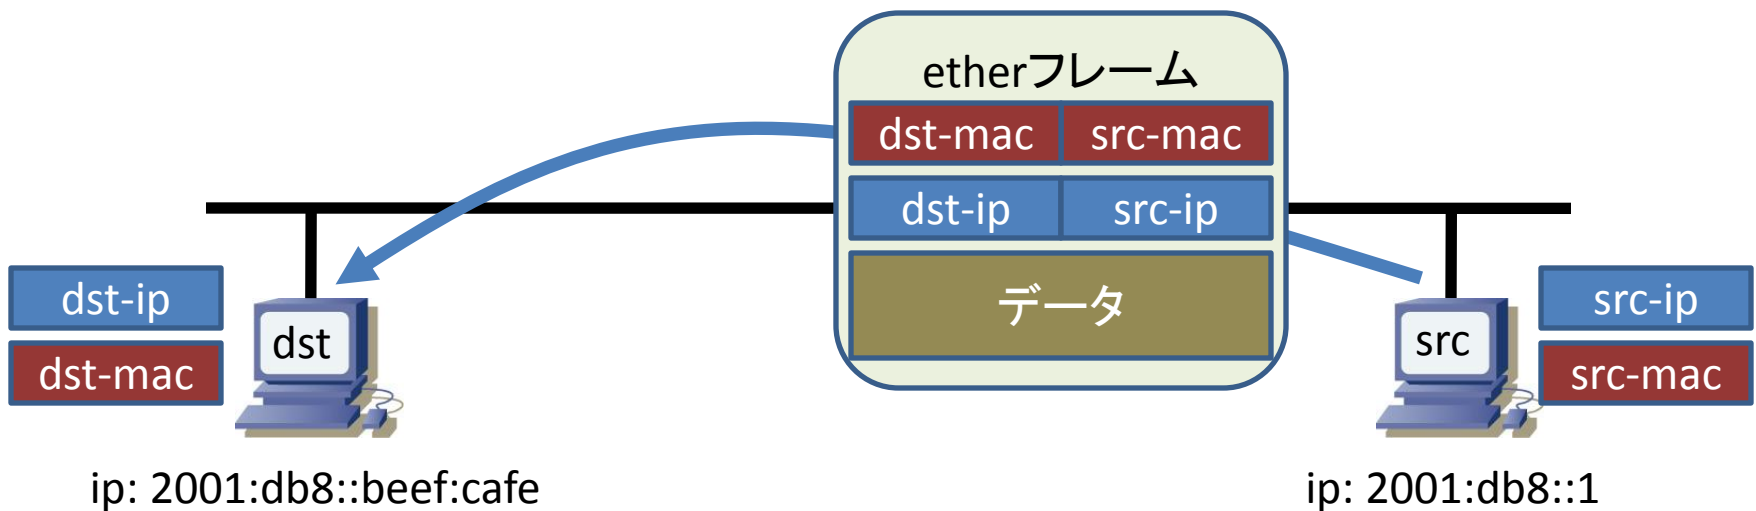 etherフレーム
dst-mac src-mac
dst-ip src-ip
データ
dst-ip
dst-mac
dst
src
src-ip
src-mac
ip: 2001:db8::beef:cafe
ip: 2001:db8::1